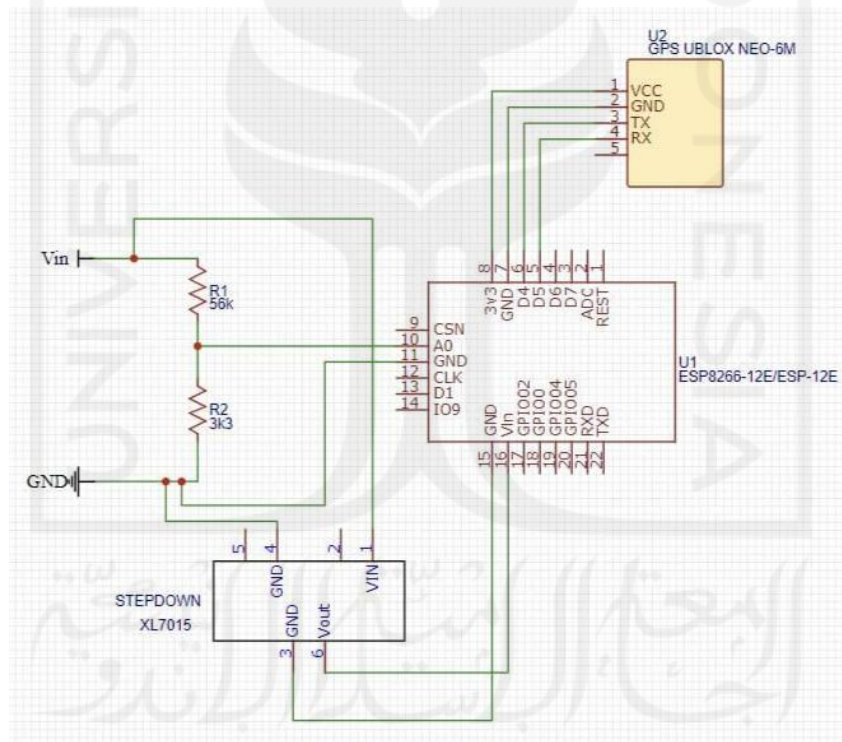 U2
GPS UBLOX NEO-6M
1 VCC
2 GND
3 TX
4 RX
5
Vin
R1
56k
R2
3k3
GND
8 7 6 5 4 3 2 1
3v3 GND D4 D5 D6 D7 ADC REST
9 CSN
10 A0
11 GND
12 CLK
13 D1
14 IO9
U1
ESP8266-12E/ESP-12E
GND VIn GPIO02 GPIO0 GPIO04 GPIO05 RXD TXD
15 16 17 18 19 20 21 22
5 4 2 1
GND VIN
STEPDOWN
XL7015
GND Vout
3 6
UNIVERSI
ONESIA